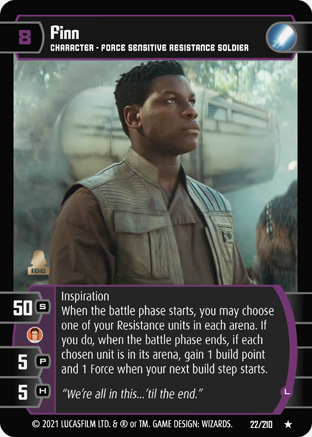 8
Finn
CHARACTER - FORCE SENSITIVE RESISTANCE SOLDIER
IDC
50 S
5 P
5 H
Inspiration
When the battle phase starts, you may choose
one of your Resistance units in each arena. If
you do, when the battle phase ends, if each
chosen unit is in its arena, gain 1 build point
and 1 Force when your next build step starts.
“We’re all in this...’til the end.”
L
© 2021 LUCASFILM LTD. & ® or TM. GAME DESIGN: WIZARDS.
22/210